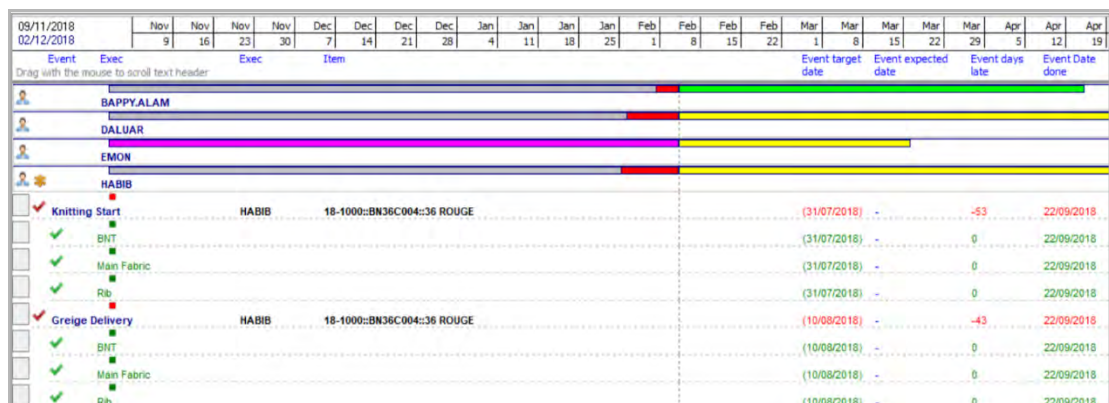 09/11/2018 Nov Nov Nov Nov Dec Dec Dec Dec Jan Jan Jan Jan Feb Feb Feb Feb Mar Mar Mar Mar Mar Apr Apr Apr
02/12/2018 9 16 23 30 7 14 21 28 4 11 18 25 1 8 15 22 1 8 15 22 29 5 12 19
Event Exec Exec Item Event target date Event expected date Event days late Event Date done
Drag with the mouse to scroll text header
BAPPY.ALAM
DALUAR
EMON
HABIB
Knitting Start HABIB 18-1000::BN36C004::36 ROUGE (31/07/2018) - -53 22/09/2018
BNT (31/07/2018) - 0 22/09/2018
Main Fabric (31/07/2018) - 0 22/09/2018
Rib (31/07/2018) - 0 22/09/2018
Greige Delivery HABIB 18-1000::BN36C004::36 ROUGE (10/08/2018) - -43 22/09/2018
BNT (10/08/2018) - 0 22/09/2018
Main Fabric (10/08/2018) - 0 22/09/2018
Rib (10/08/2018) - 0 22/09/2018